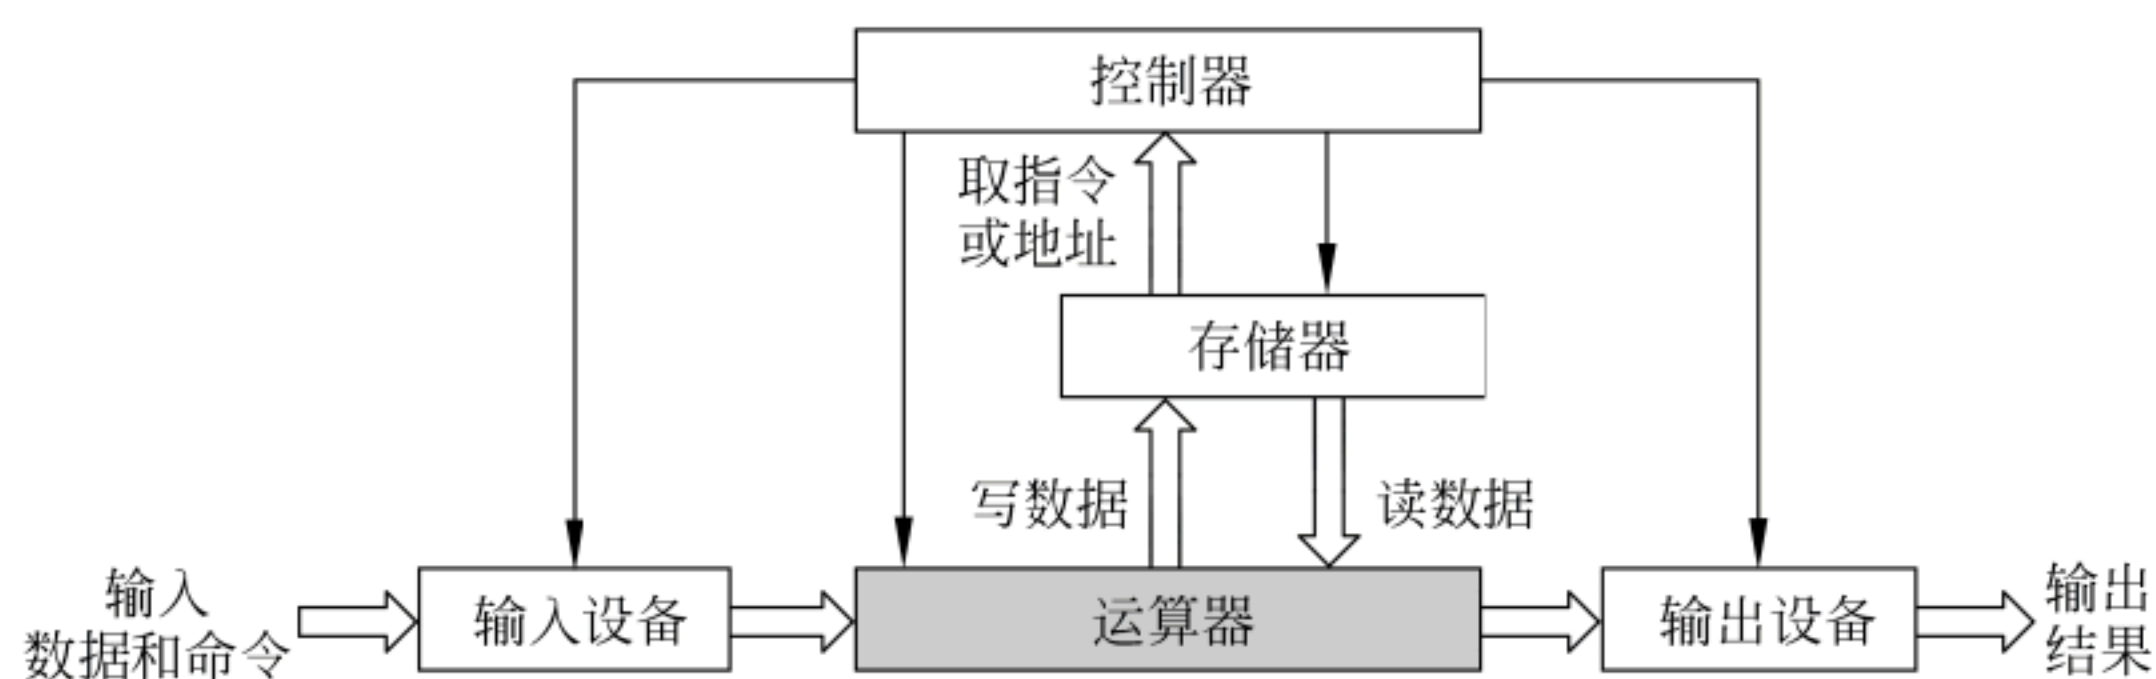 控制器
取指令
或地址
存储器
写数据
读数据
输入
数据和命令
输入设备
运算器
输出设备
输出
结果